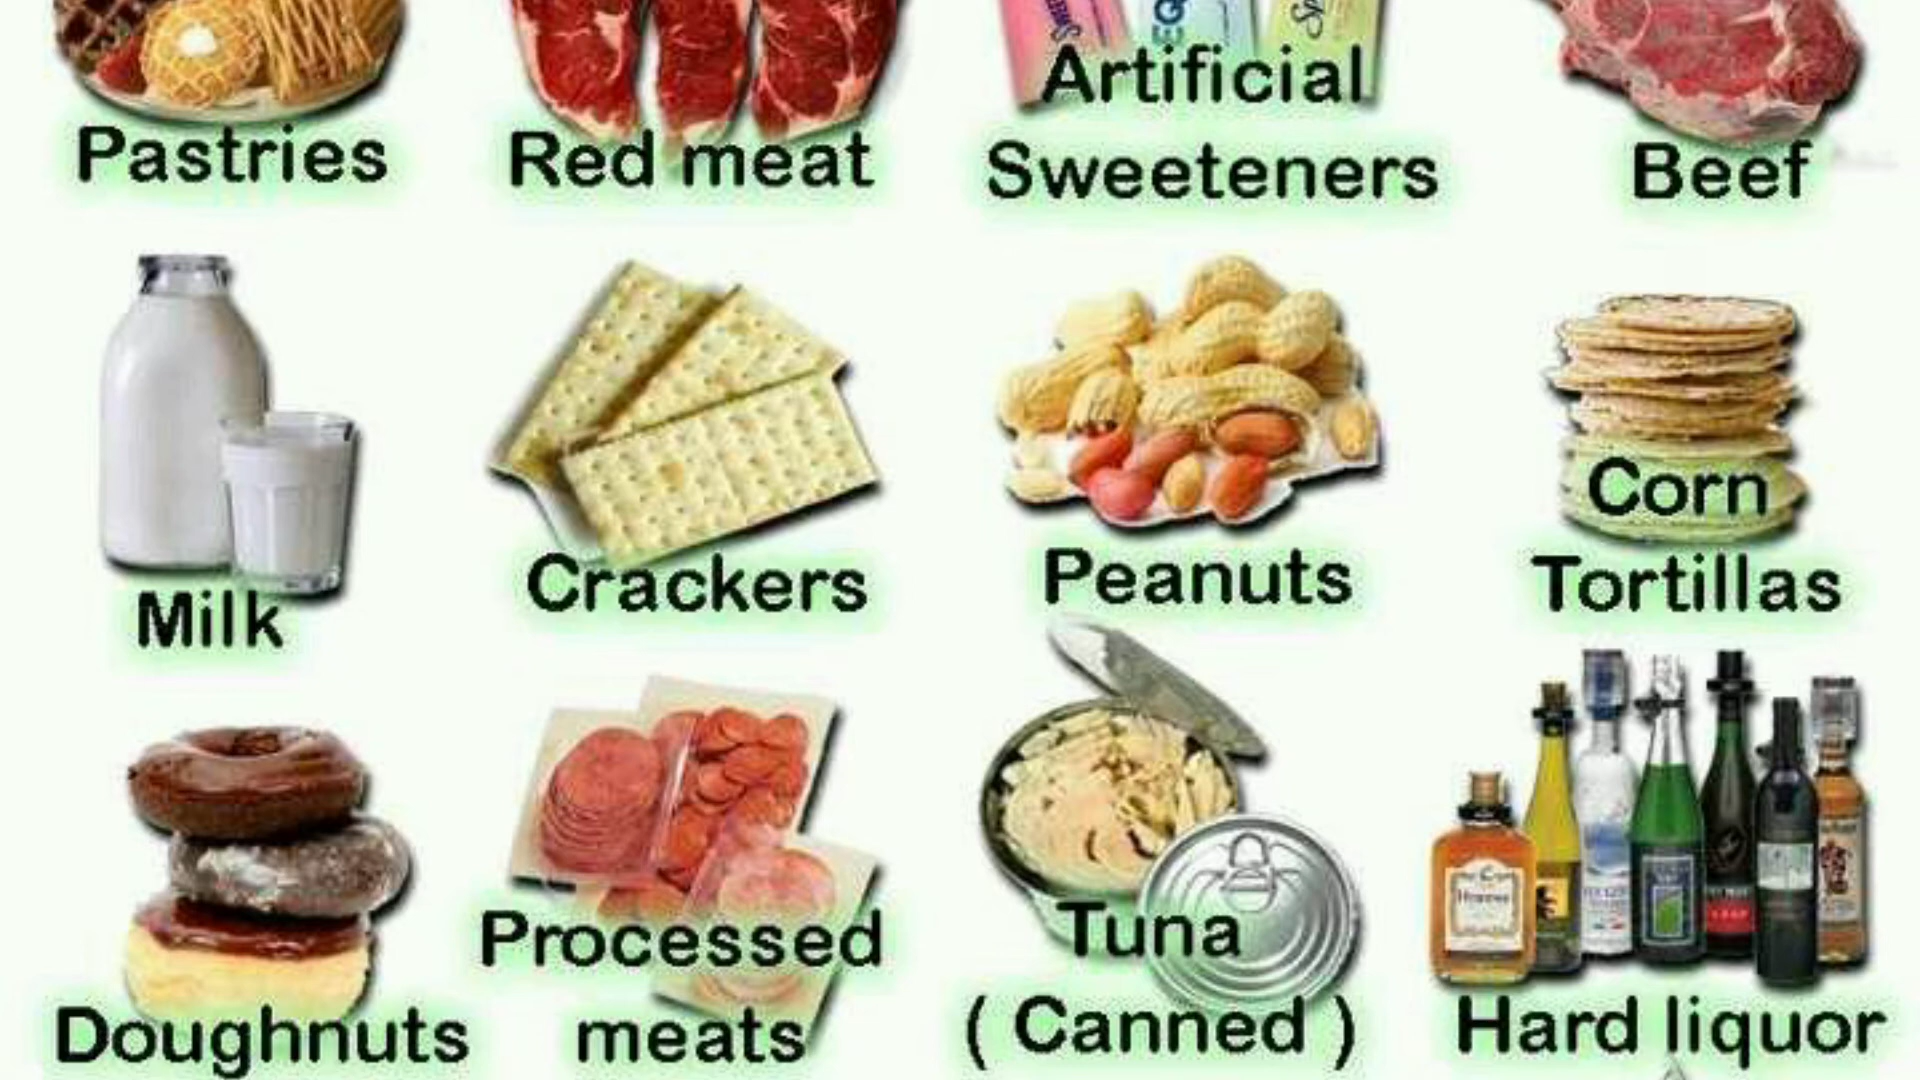 Artificial
Pastries
Red meat
Sweeteners
Beef
Corn
Milk
Crackers
Peanuts
Tortillas
Processed
Tuna
Doughnuts
meats
( Canned )
Hard liquor